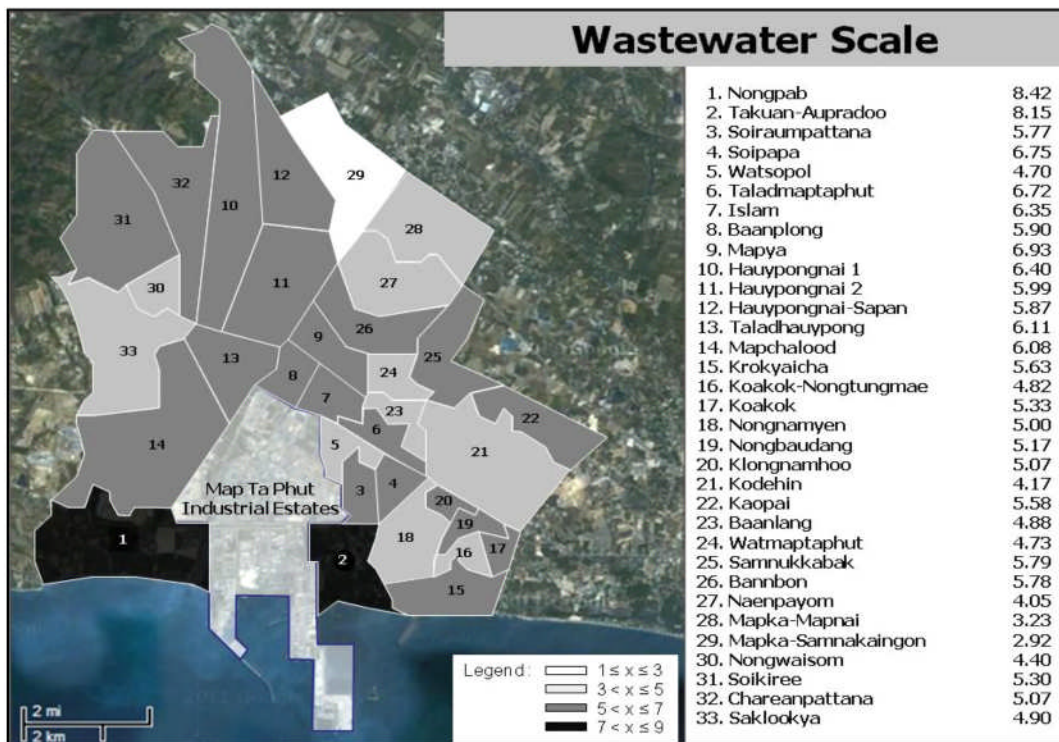 Wastewater Scale
1. Nongpab 8.42
2. Takuan-Aupradoo 8.15
3. Soiraumpattana 5.77
4. Soipapa 6.75
5. Watsopol 4.70
6. Taladmaptaphut 6.72
7. Islam 6.35
8. Baanplong 5.90
9. Mapya 6.93
10. Hauypongnai 1 6.40
11. Hauypongnai 2 5.99
12. Hauypongnai-Sapan 5.87
13. Taladhauypong 6.11
14. Mapchalood 6.08
15. Krokyaicha 5.63
16. Koakok-Nongtungmae 4.82
17. Koakok 5.33
18. Nongnamyen 5.00
19. Nongbaudang 5.17
20. Klongnamhoo 5.07
21. Kodehin 4.17
22. Kaopai 5.58
23. Baanlang 4.88
24. Watmaptaphut 4.73
25. Samnukkabak 5.79
26. Bannbon 5.78
27. Naenpayom 4.05
28. Mapka-Mapnai 3.23
29. Mapka-Samnakaingon 2.92
30. Nongwaisom 4.40
31. Soikiree 5.30
32. Chareanpattana 5.07
33. Saklookya 4.90
29
12
32
10
31
28
27
11
30
26
9
33
13
25
24
8
7
23
22
6
5
21
14
Map Ta Phut
Industrial Estates
3
4
20
19
18
17
16
1
2
15
Legend: 1 ≤ x ≤ 3
3 < x ≤ 5
5 < x ≤ 7
7 < x ≤ 9
2 mi
2 km